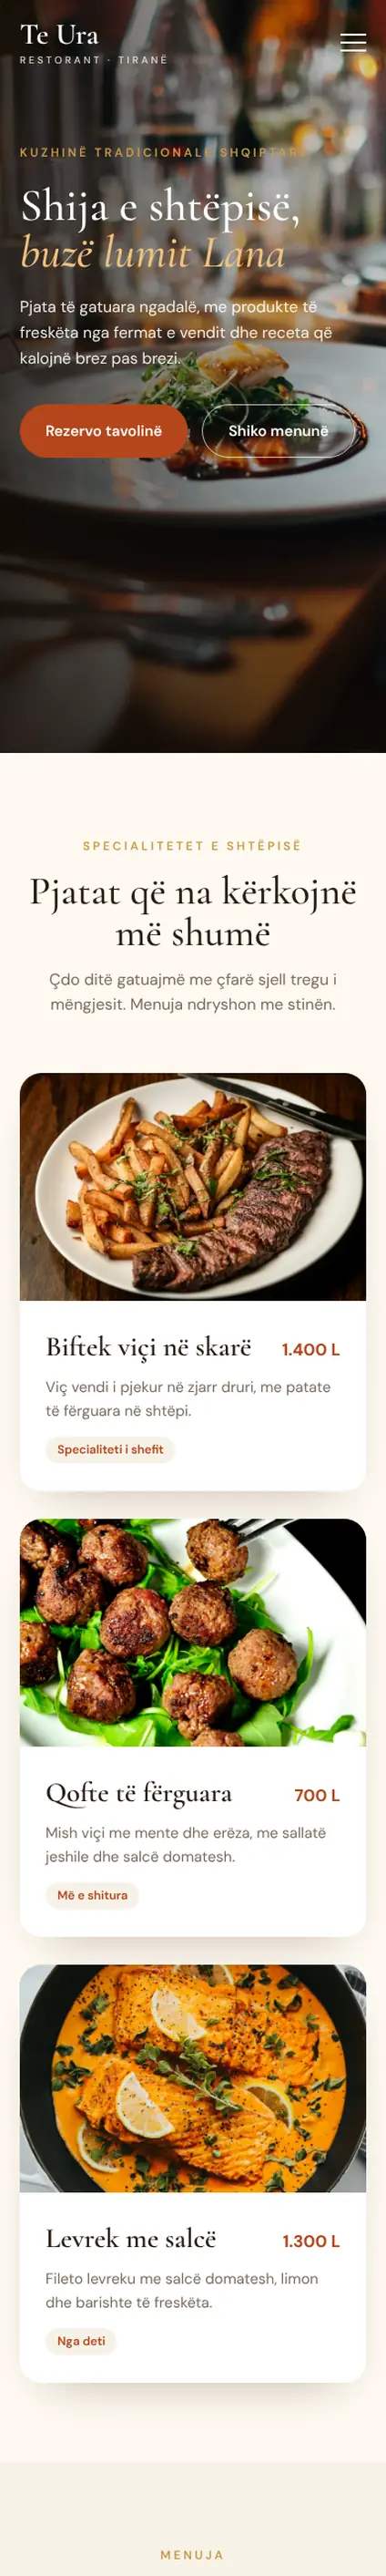 Te Ura
RESTORANT · TIRANË
KUZHINË TRADICIONALE SHQIPTARE
Shija e shtëpisë,
buzë lumit Lana
Pjata të gatuara ngadalë, me produkte të
freskëta nga fermat e vendit dhe receta që
kalojnë brez pas brezi.
Rezervo tavolinë
Shiko menunë
SPECIALITETET E SHTËPISË
Pjatat që na kërkojnë
më shumë
Çdo ditë gatuajmë me çfarë sjell tregu i
mëngjesit. Menuja ndryshon me stinën.
Biftek viçi në skarë
1.400 L
Viç vendi i pjekur në zjarr druri, me patate
të fërguara në shtëpi.
Specialiteti i shefit
Qofte të fërguara
700 L
Mish viçi me mente dhe erëza, me sallatë
jeshile dhe salcë domatesh.
Më e shitura
Levrek me salcë
1.300 L
Fileto levreku me salcë domatesh, limon
dhe barishte të freskëta.
Nga deti
MENUJA